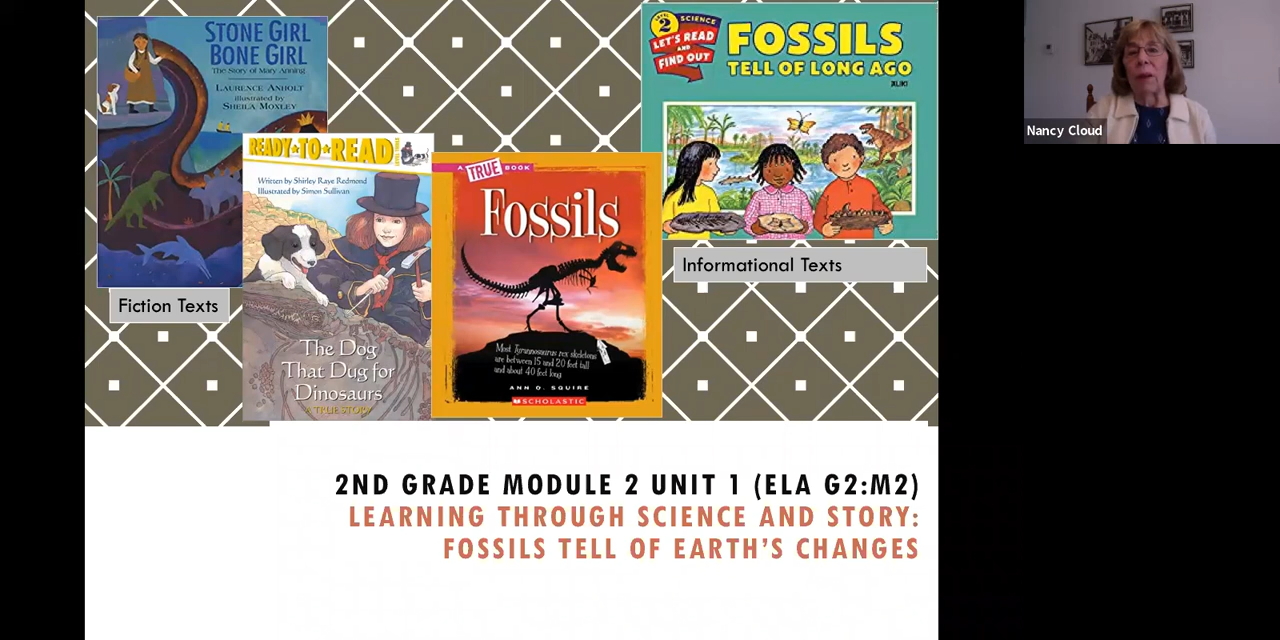 STONE GIRL
BONE GIRL
The Story of Mary Anning
LAURENCE ANHOLT
illustrated by
SHEILA MOXLEY
Fiction Texts
READY★TO★READ
Written by Shirley Raye Redmond
Illustrated by Simon Sullivan
The Dog
That Dug for
Dinosaurs
A TRUE STORY
A TRUE BOOK
Fossils
Most Tyrannosaurus rex skeletons
are between 15 and 20 feet tall
and about 40 feet long.
ANN O. SQUIRE
SCHOLASTIC
2 SCIENCE
LET'S READ
AND
FIND OUT
FOSSILS
TELL OF LONG AGO
ALIKI
Informational Texts
2ND GRADE MODULE 2 UNIT 1 (ELA G2:M2)
LEARNING THROUGH SCIENCE AND STORY:
FOSSILS TELL OF EARTH'S CHANGES
Nancy Cloud